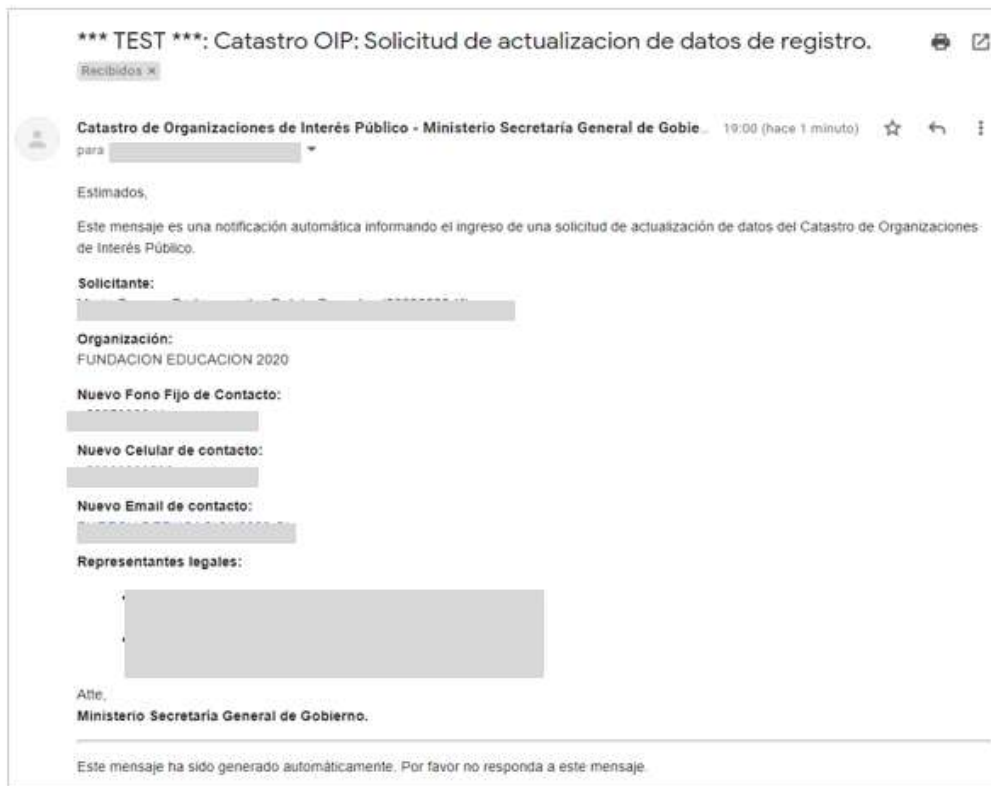 *** TEST ***: Catastro OIP: Solicitud de actualizacion de datos de registro.
Recibidos ×
Catastro de Organizaciones de Interés Público - Ministerio Secretaría General de Gobie... 19:00 (hace 1 minuto)
para
Estimados,
Este mensaje es una notificación automática informando el ingreso de una solicitud de actualización de datos del Catastro de Organizaciones
de Interés Público.
Solicitante:
Organización:
FUNDACION EDUCACION 2020
Nuevo Fono Fijo de Contacto:
Nuevo Celular de contacto:
Nuevo Email de contacto:
Representantes legales:
Atte,
Ministerio Secretaría General de Gobierno.
Este mensaje ha sido generado automáticamente. Por favor no responda a este mensaje.